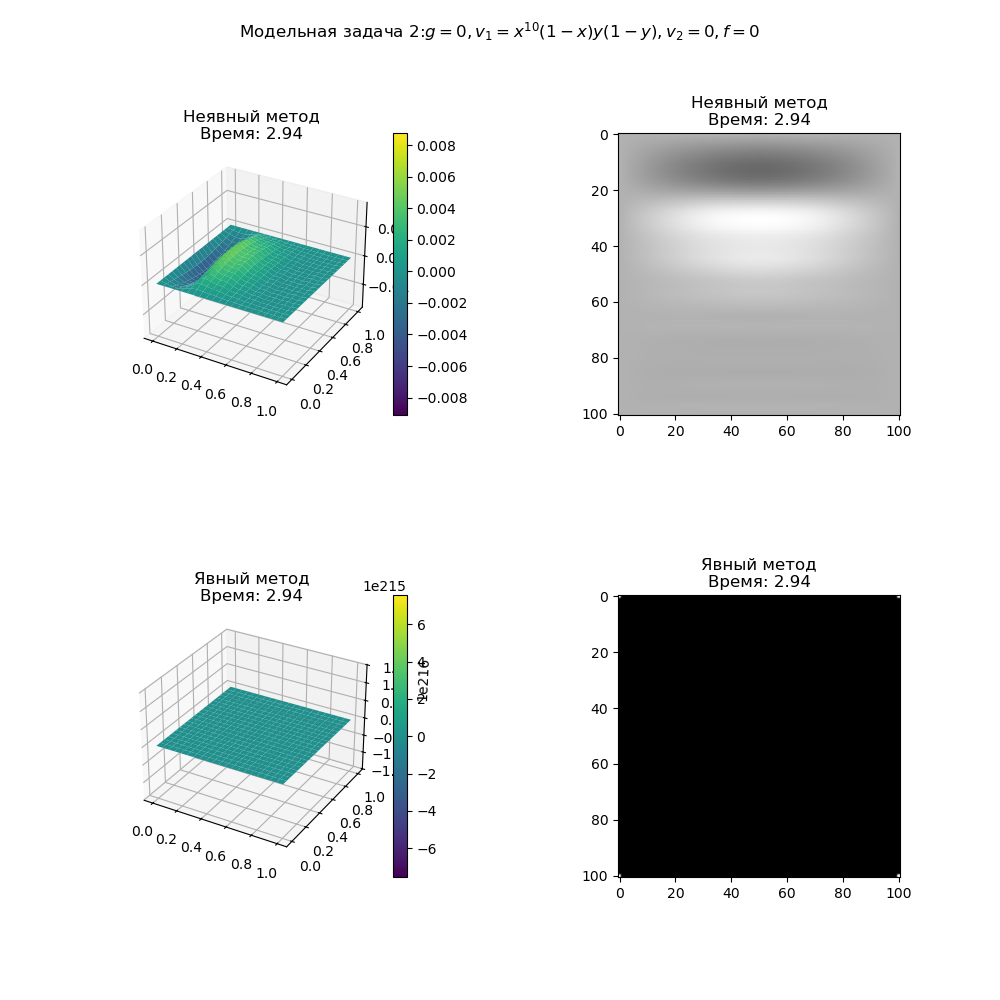 Модельная задача 2:g = 0, v₁ = x¹⁰(1 − x)y(1 − y), v₂ = 0, f = 0
Неявный метод
Время: 2.94
0.008
0.006
0.004
0.002
0.000
−0.002
−0.004
−0.006
−0.008
0.0 0.2 0.4 0.6 0.8 1.0
0.0 0.2 0.4 0.6 0.8 1.0
Неявный метод
Время: 2.94
0
20
40
60
80
100
0 20 40 60 80 100
Явный метод
Время: 2.94
1e215
6
4
2
0
−2
−4
−6
1e216
0.0 0.2 0.4 0.6 0.8 1.0
0.0 0.2 0.4 0.6 0.8 1.0
Явный метод
Время: 2.94
0
20
40
60
80
100
0 20 40 60 80 100